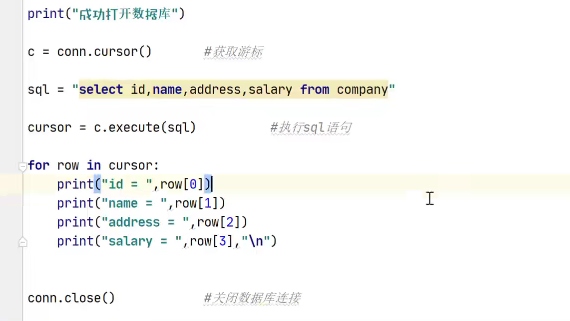 print("成功打开数据库")
c = conn.cursor() #获取游标
sql = "select id,name,address,salary from company"
cursor = c.execute(sql) #执行sql语句
for row in cursor:
print("id = ",row[0])
print("name = ",row[1])
print("address = ",row[2])
print("salary = ",row[3],"\n")
conn.close() #关闭数据库连接